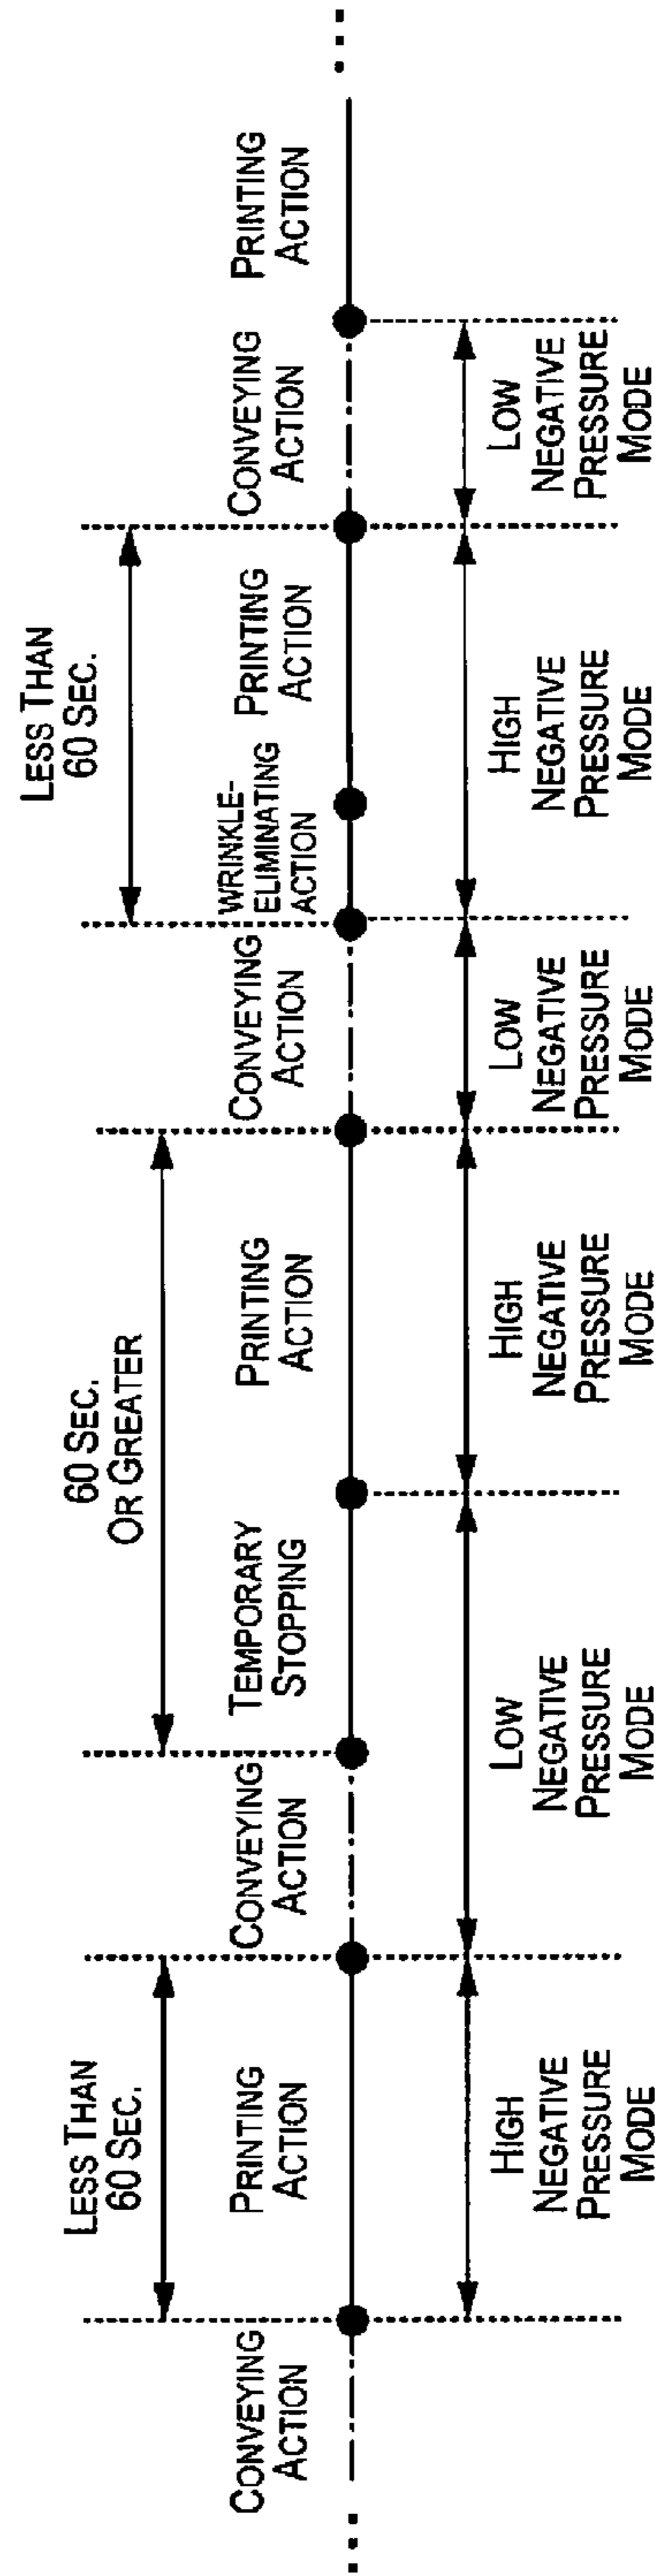 LESS THAN
60 SEC.
60 SEC.
OR GREATER
LESS THAN
60 SEC.
CONVEYING
ACTION
PRINTING
ACTION
CONVEYING
ACTION
TEMPORARY
STOPPING
PRINTING
ACTION
CONVEYING
ACTION
WRINKLE-
ELIMINATING
ACTION
PRINTING
ACTION
CONVEYING
ACTION
PRINTING
ACTION
HIGH
NEGATIVE
PRESSURE
MODE
LOW
NEGATIVE
PRESSURE
MODE
HIGH
NEGATIVE
PRESSURE
MODE
LOW
NEGATIVE
PRESSURE
MODE
HIGH
NEGATIVE
PRESSURE
MODE
LOW
NEGATIVE
PRESSURE
MODE